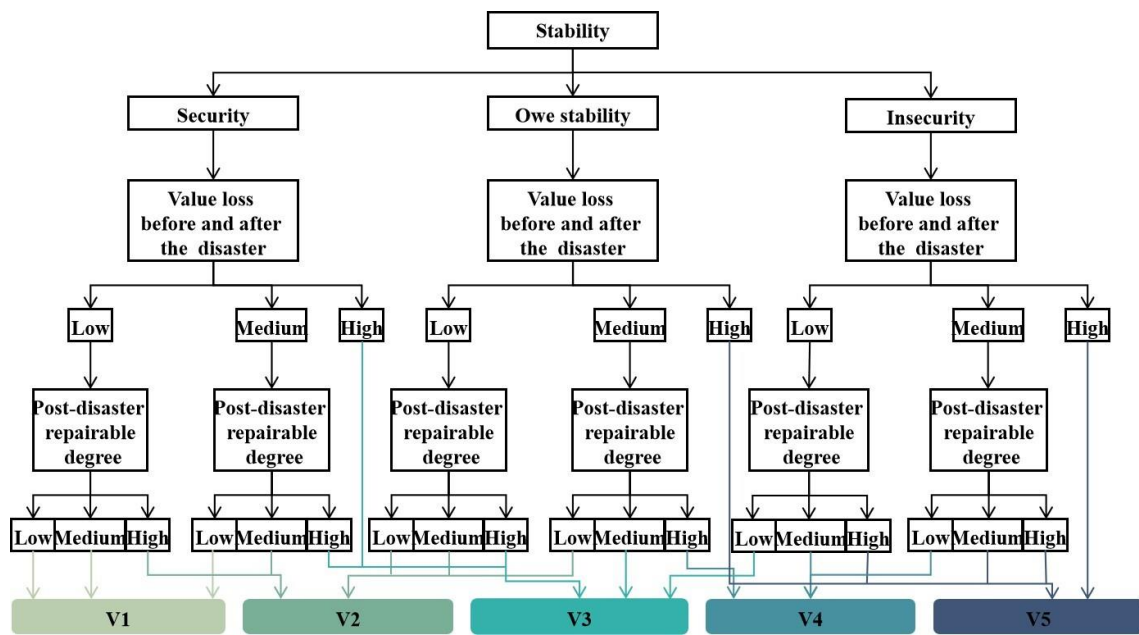 Stability
Security
Owe stability
Insecurity
Value loss
before and after
the disaster
Value loss
before and after
the disaster
Value loss
before and after
the disaster
Low
Medium
High
Low
Medium
High
Low
Medium
High
Post-disaster
repairable
degree
Post-disaster
repairable
degree
Post-disaster
repairable
degree
Post-disaster
repairable
degree
Post-disaster
repairable
degree
Post-disaster
repairable
degree
Low
Medium
High
Low
Medium
High
Low
Medium
High
Low
Medium
High
Low
Medium
High
Low
Medium
High
V1
V2
V3
V4
V5